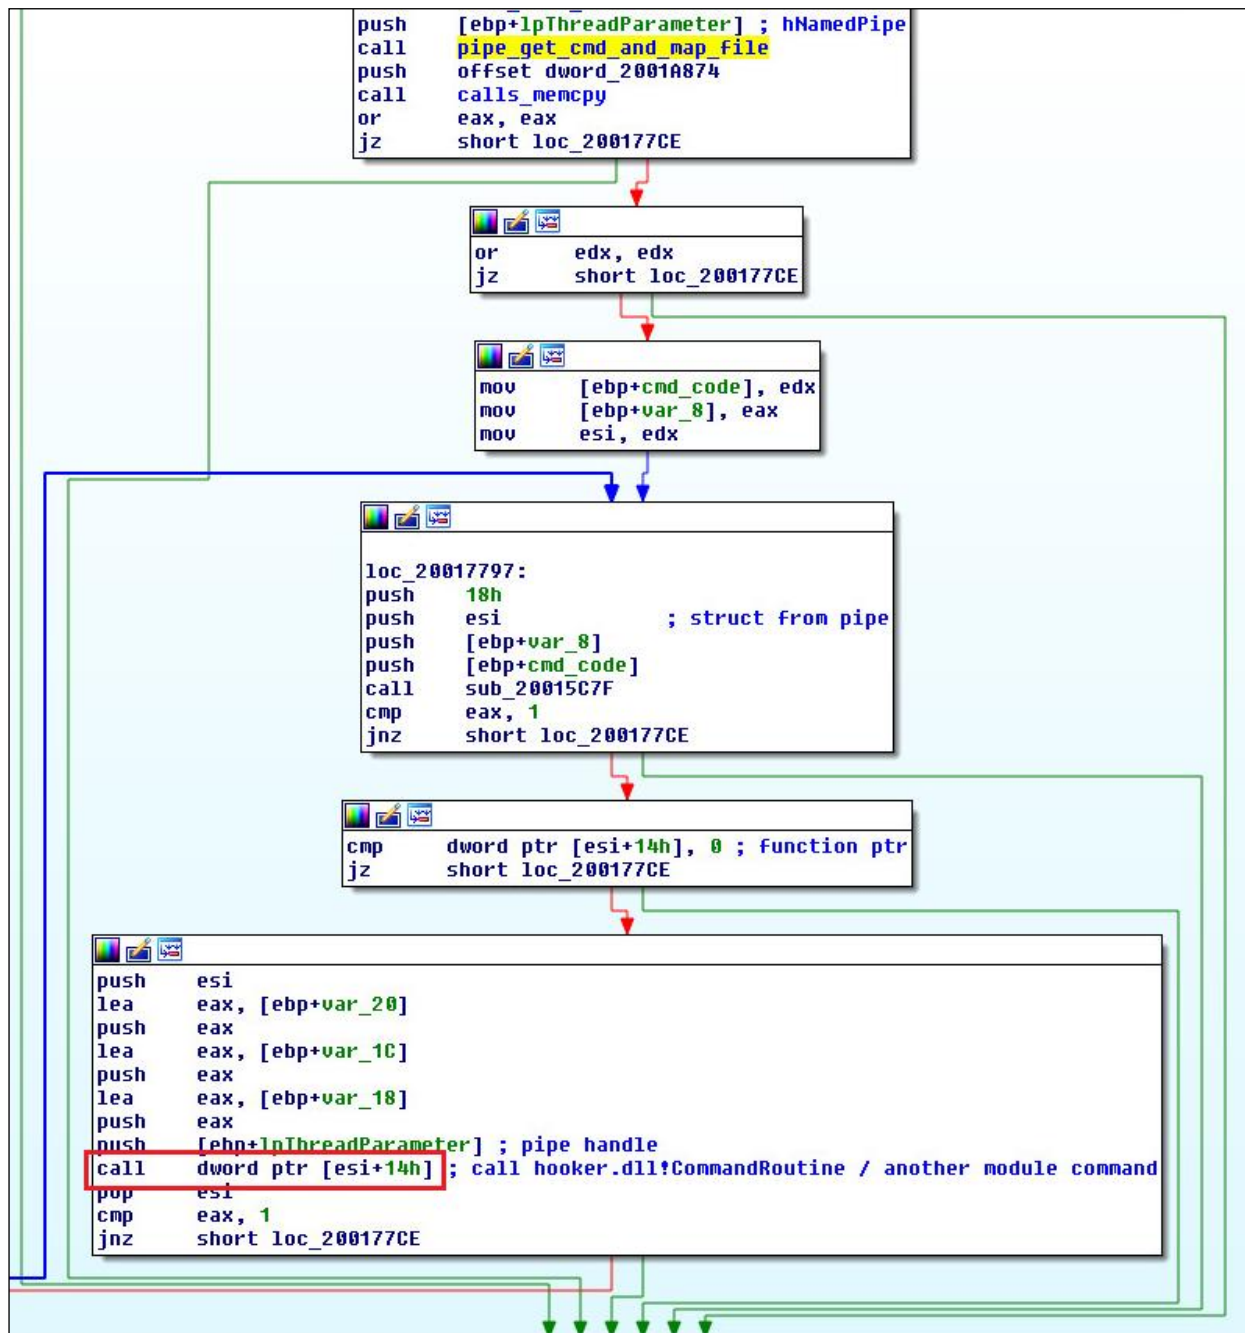 push [ebp+lpThreadParameter] ; hNamedPipe
call pipe_get_cmd_and_map_file
push offset dword_2001A874
call calls_memcpy
or eax, eax
jz short loc_200177CE
or edx, edx
jz short loc_200177CE
mov [ebp+cmd_code], edx
mov [ebp+var_8], eax
mov esi, edx
loc_20017797:
push 18h
push esi ; struct from pipe
push [ebp+var_8]
push [ebp+cmd_code]
call sub_20015C7F
cmp eax, 1
jnz short loc_200177CE
cmp dword ptr [esi+14h], 0 ; function ptr
jz short loc_200177CE
push esi
lea eax, [ebp+var_20]
push eax
lea eax, [ebp+var_1C]
push eax
lea eax, [ebp+var_18]
push eax
push [ebp+lpThreadParameter] ; pipe handle
call dword ptr [esi+14h] ; call hooker.dll!CommandRoutine / another module command
pop esi
cmp eax, 1
jnz short loc_200177CE